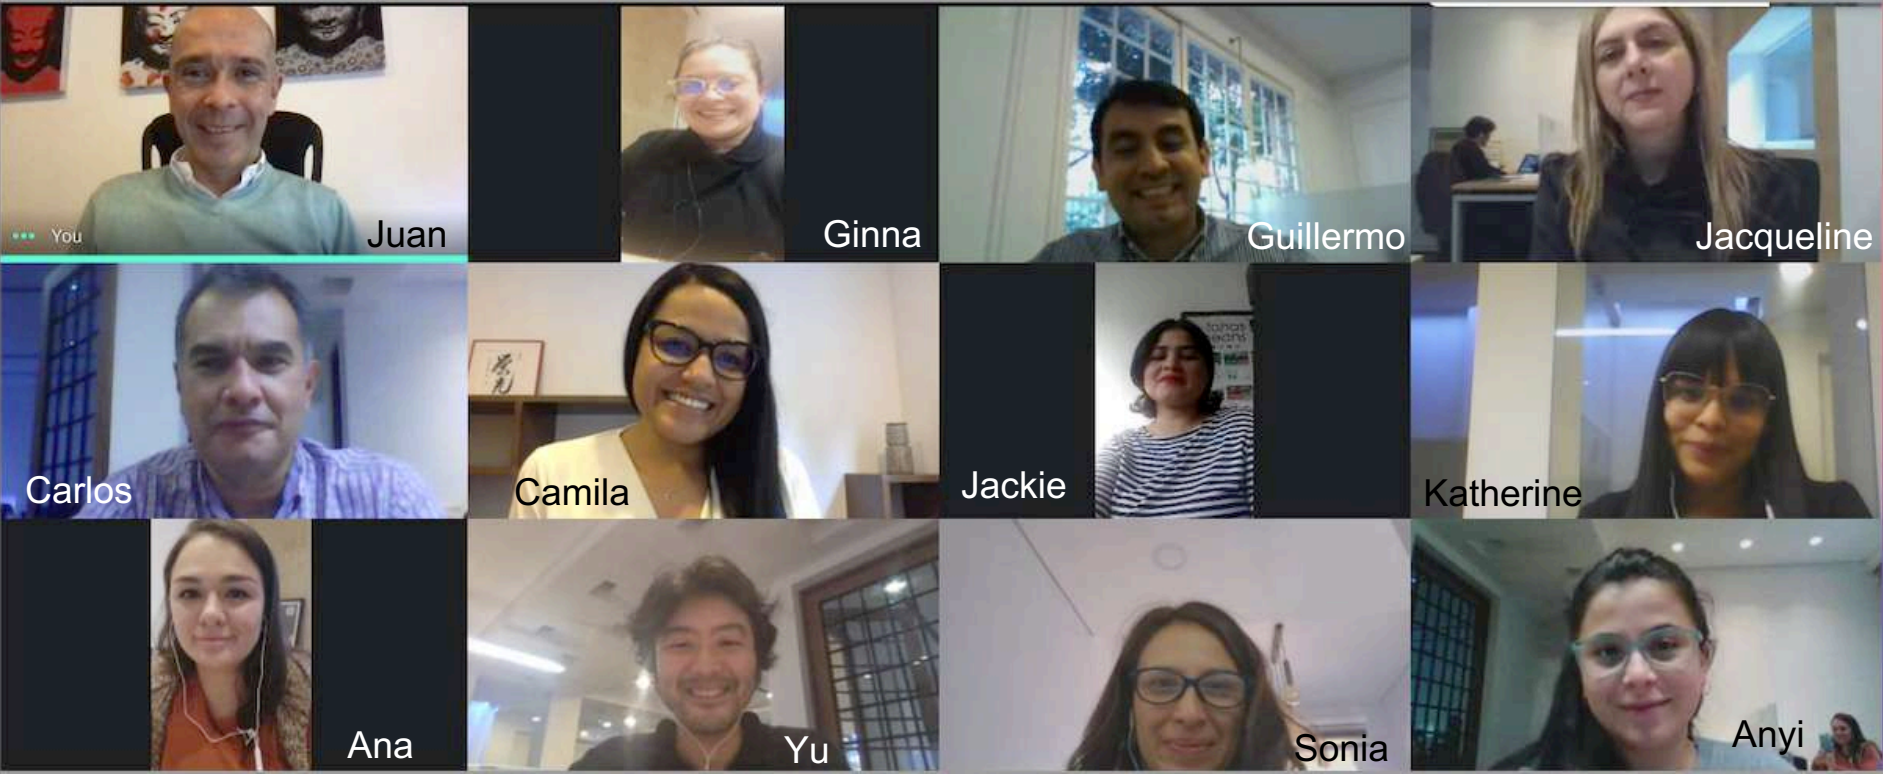 You
Juan
Ginna
Guillermo
Jacqueline
Carlos
Camila
Jackie
Katherine
Ana
Yu
Sonia
Anyi